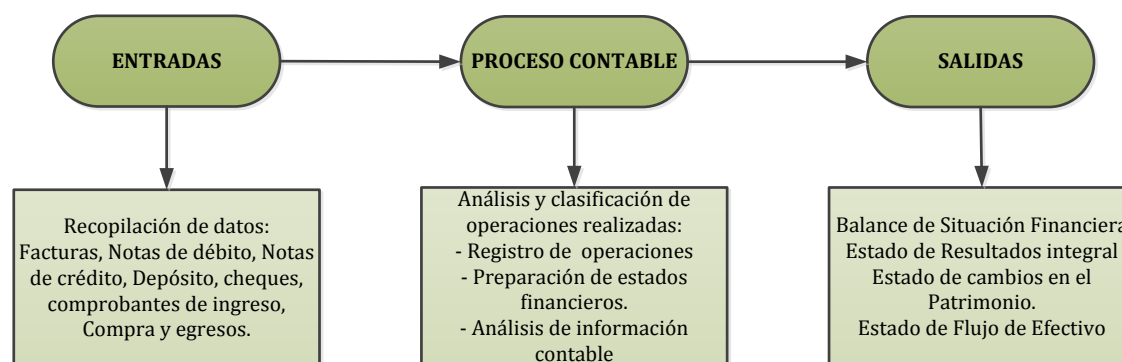 ENTRADAS
PROCESO CONTABLE
SALIDAS
Recopilación de datos:
Facturas, Notas de débito, Notas
de crédito, Depósito, cheques,
comprobantes de ingreso,
Compra y egresos.
Análisis y clasificación de
operaciones realizadas:
- Registro de operaciones
- Preparación de estados
financieros.
- Análisis de información
contable
Balance de Situación Financiera
Estado de Resultados integral
Estado de cambios en el
Patrimonio.
Estado de Flujo de Efectivo